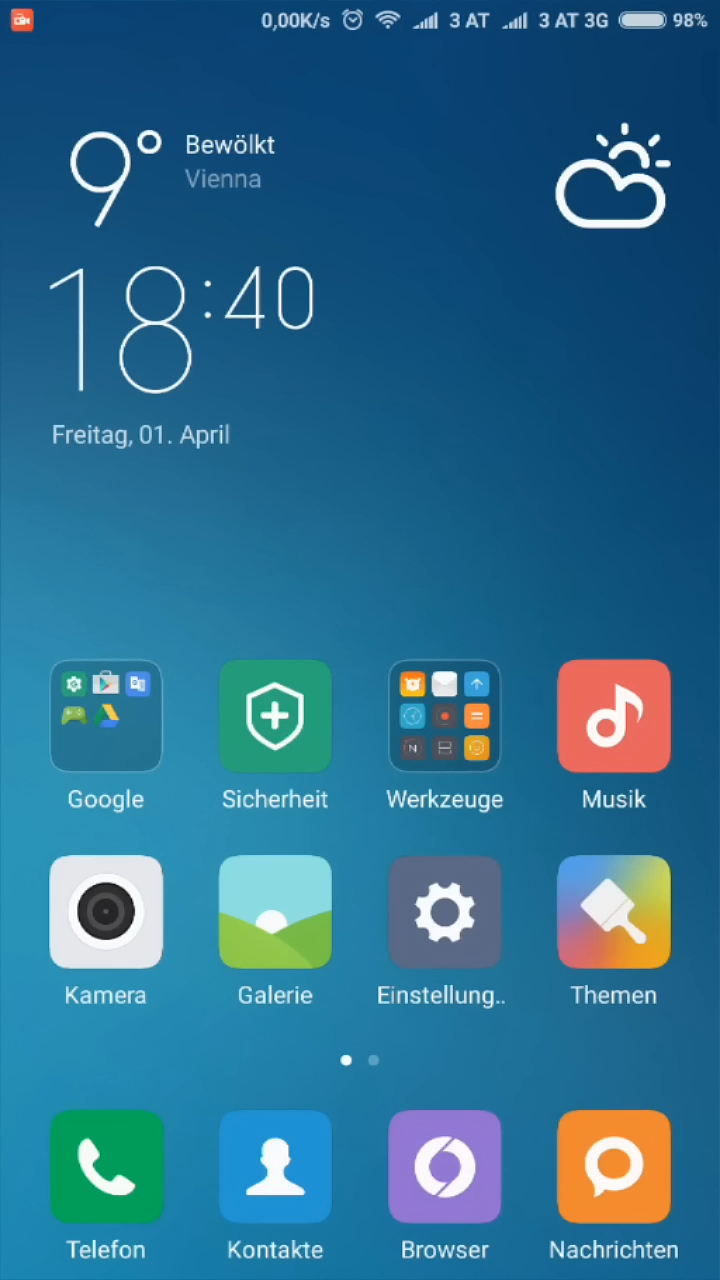 0,00K/s 3 AT 3 AT 3G 98%
9° Bewölkt
Vienna
18:40
Freitag, 01. April
Google Sicherheit Werkzeuge Musik
Kamera Galerie Einstellung.. Themen
Telefon Kontakte Browser Nachrichten